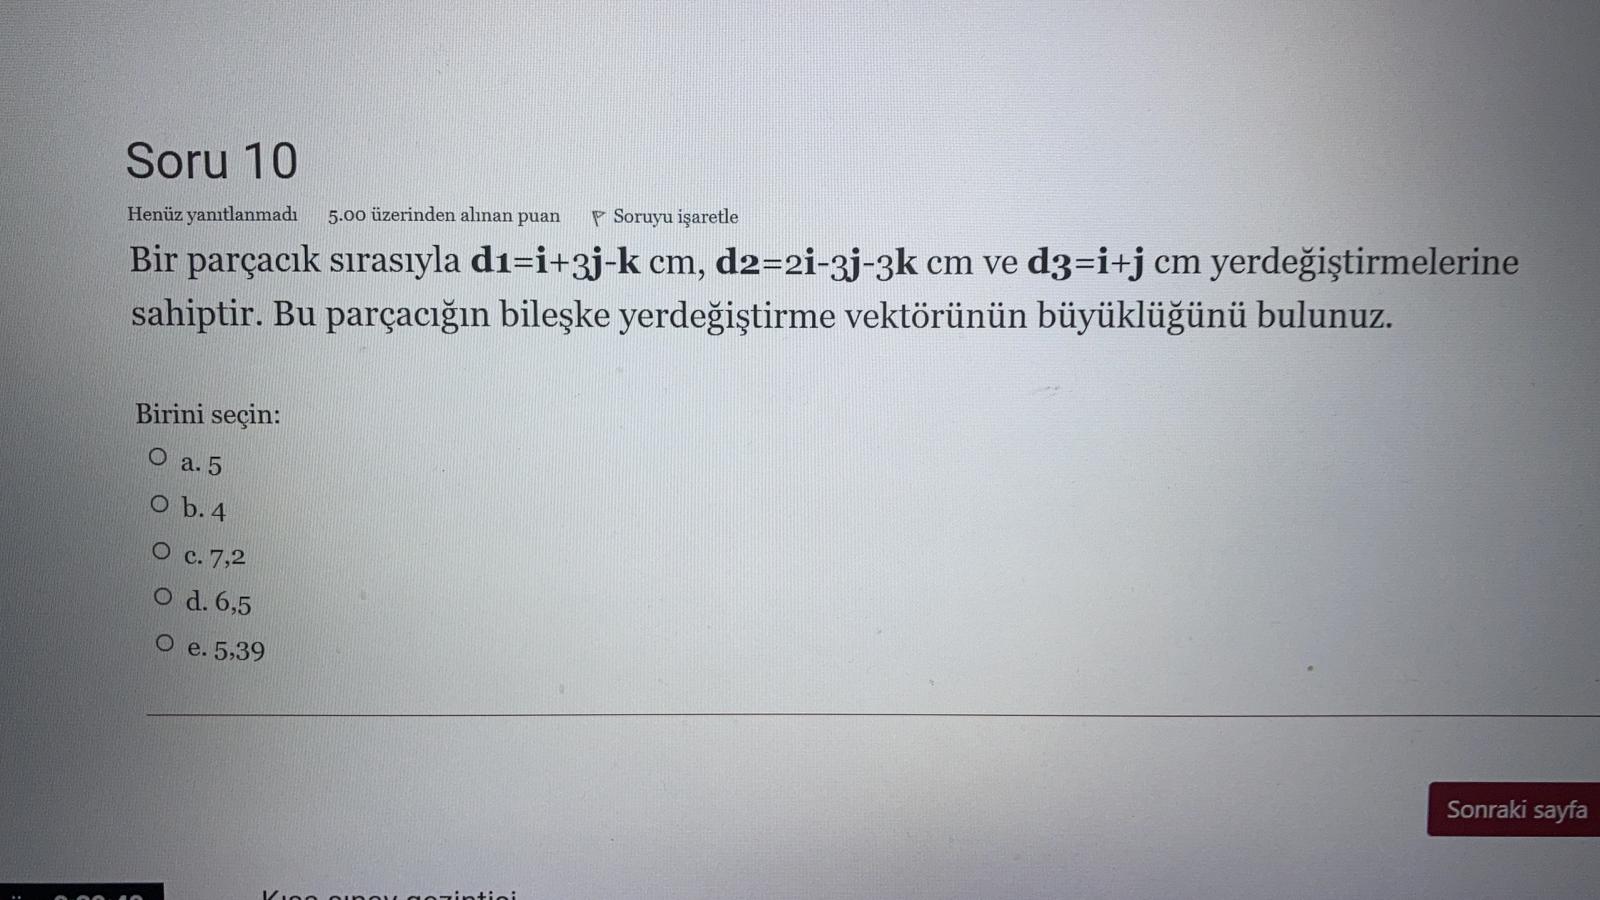 Soru 10
Henüz yanıtlanmadı 5.00 üzerinden alınan puan Soruyu işaretle
Bir parçacık sırasıyla d1=i+3j-k cm, d2=2i-3j-3k cm ve d3=i+j cm yerdeğiştirmelerine
sahiptir. Bu parçacığın bileşke yerdeğiştirme vektörünün büyüklüğünü bulunuz.
Birini seçin:
a. 5
b. 4
c. 7,2
d. 6,5
e. 5,39
Sonraki sayfa